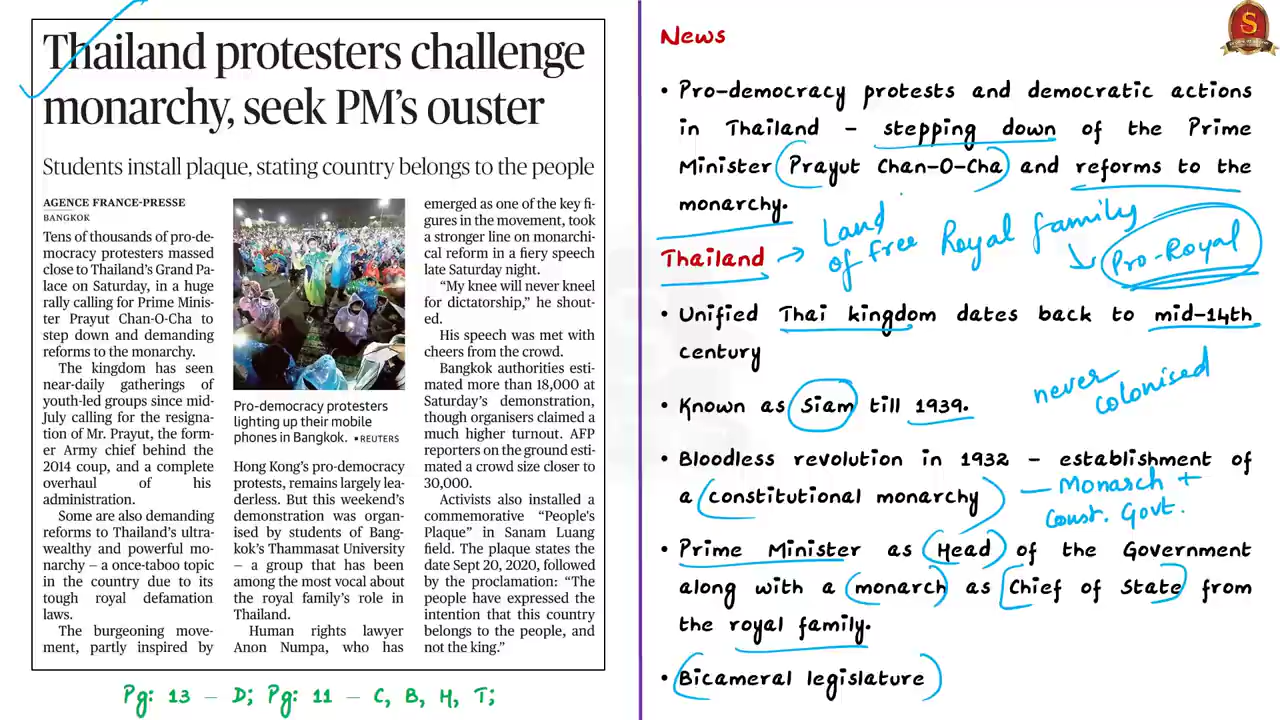 Thailand protesters challenge
monarchy, seek PM's ouster
Students install plaque, stating country belongs to the people
AGENCE FRANCE-PRESSE
BANGKOK
Tens of thousands of pro-de-
mocracy protesters massed
close to Thailand's Grand Pa-
lace on Saturday, in a huge
rally calling for Prime Minis-
ter Prayut Chan-O-Cha to
step down and demanding
reforms to the monarchy.
The kingdom has seen
near-daily gatherings of
youth-led groups since mid-
July calling for the resigna-
tion of Mr. Prayut, the form-
er Army chief behind the
2014 coup, and a complete
overhaul of his
administration.
Some are also demanding
reforms to Thailand's ultra-
wealthy and powerful mo-
narchy – a once-taboo topic
in the country due to its
tough royal defamation
laws.
The burgeoning move-
ment, partly inspired by
Pro-democracy protesters
lighting up their mobile
phones in Bangkok. ▪ REUTERS
Hong Kong's pro-democracy
protests, remains largely lea-
derless. But this weekend's
demonstration was organ-
ised by students of Bang-
kok's Thammasat University
– a group that has been
among the most vocal about
the royal family's role in
Thailand.
Human rights lawyer
Anon Numpa, who has
emerged as one of the key fi-
gures in the movement, took
a stronger line on monarchi-
cal reform in a fiery speech
late Saturday night.
"My knee will never kneel
for dictatorship," he shout-
ed.
His speech was met with
cheers from the crowd.
Bangkok authorities esti-
mated more than 18,000 at
Saturday's demonstration,
though organisers claimed a
much higher turnout. AFP
reporters on the ground esti-
mated a crowd size closer to
30,000.
Activists also installed a
commemorative "People's
Plaque" in Sanam Luang
field. The plaque states the
date Sept 20, 2020, followed
by the proclamation: "The
people have expressed the
intention that this country
belongs to the people, and
not the king."
Pg: 13 – D; Pg: 11 – C, B, H, T;
News
• Pro-democracy protests and democratic actions
in Thailand – stepping down of the Prime
Minister Prayut Chan-O-Cha and reforms to the
monarchy.
Thailand → Land of free
Royal family
Pro-Royal
• Unified Thai kingdom dates back to mid-14th
century
never colonised
• Known as Siam till 1939.
• Bloodless revolution in 1932 – establishment of
a constitutional monarchy
– Monarch +
Const. Govt.
• Prime Minister as Head of the Government
along with a monarch as Chief of State from
the royal family.
• Bicameral legislature